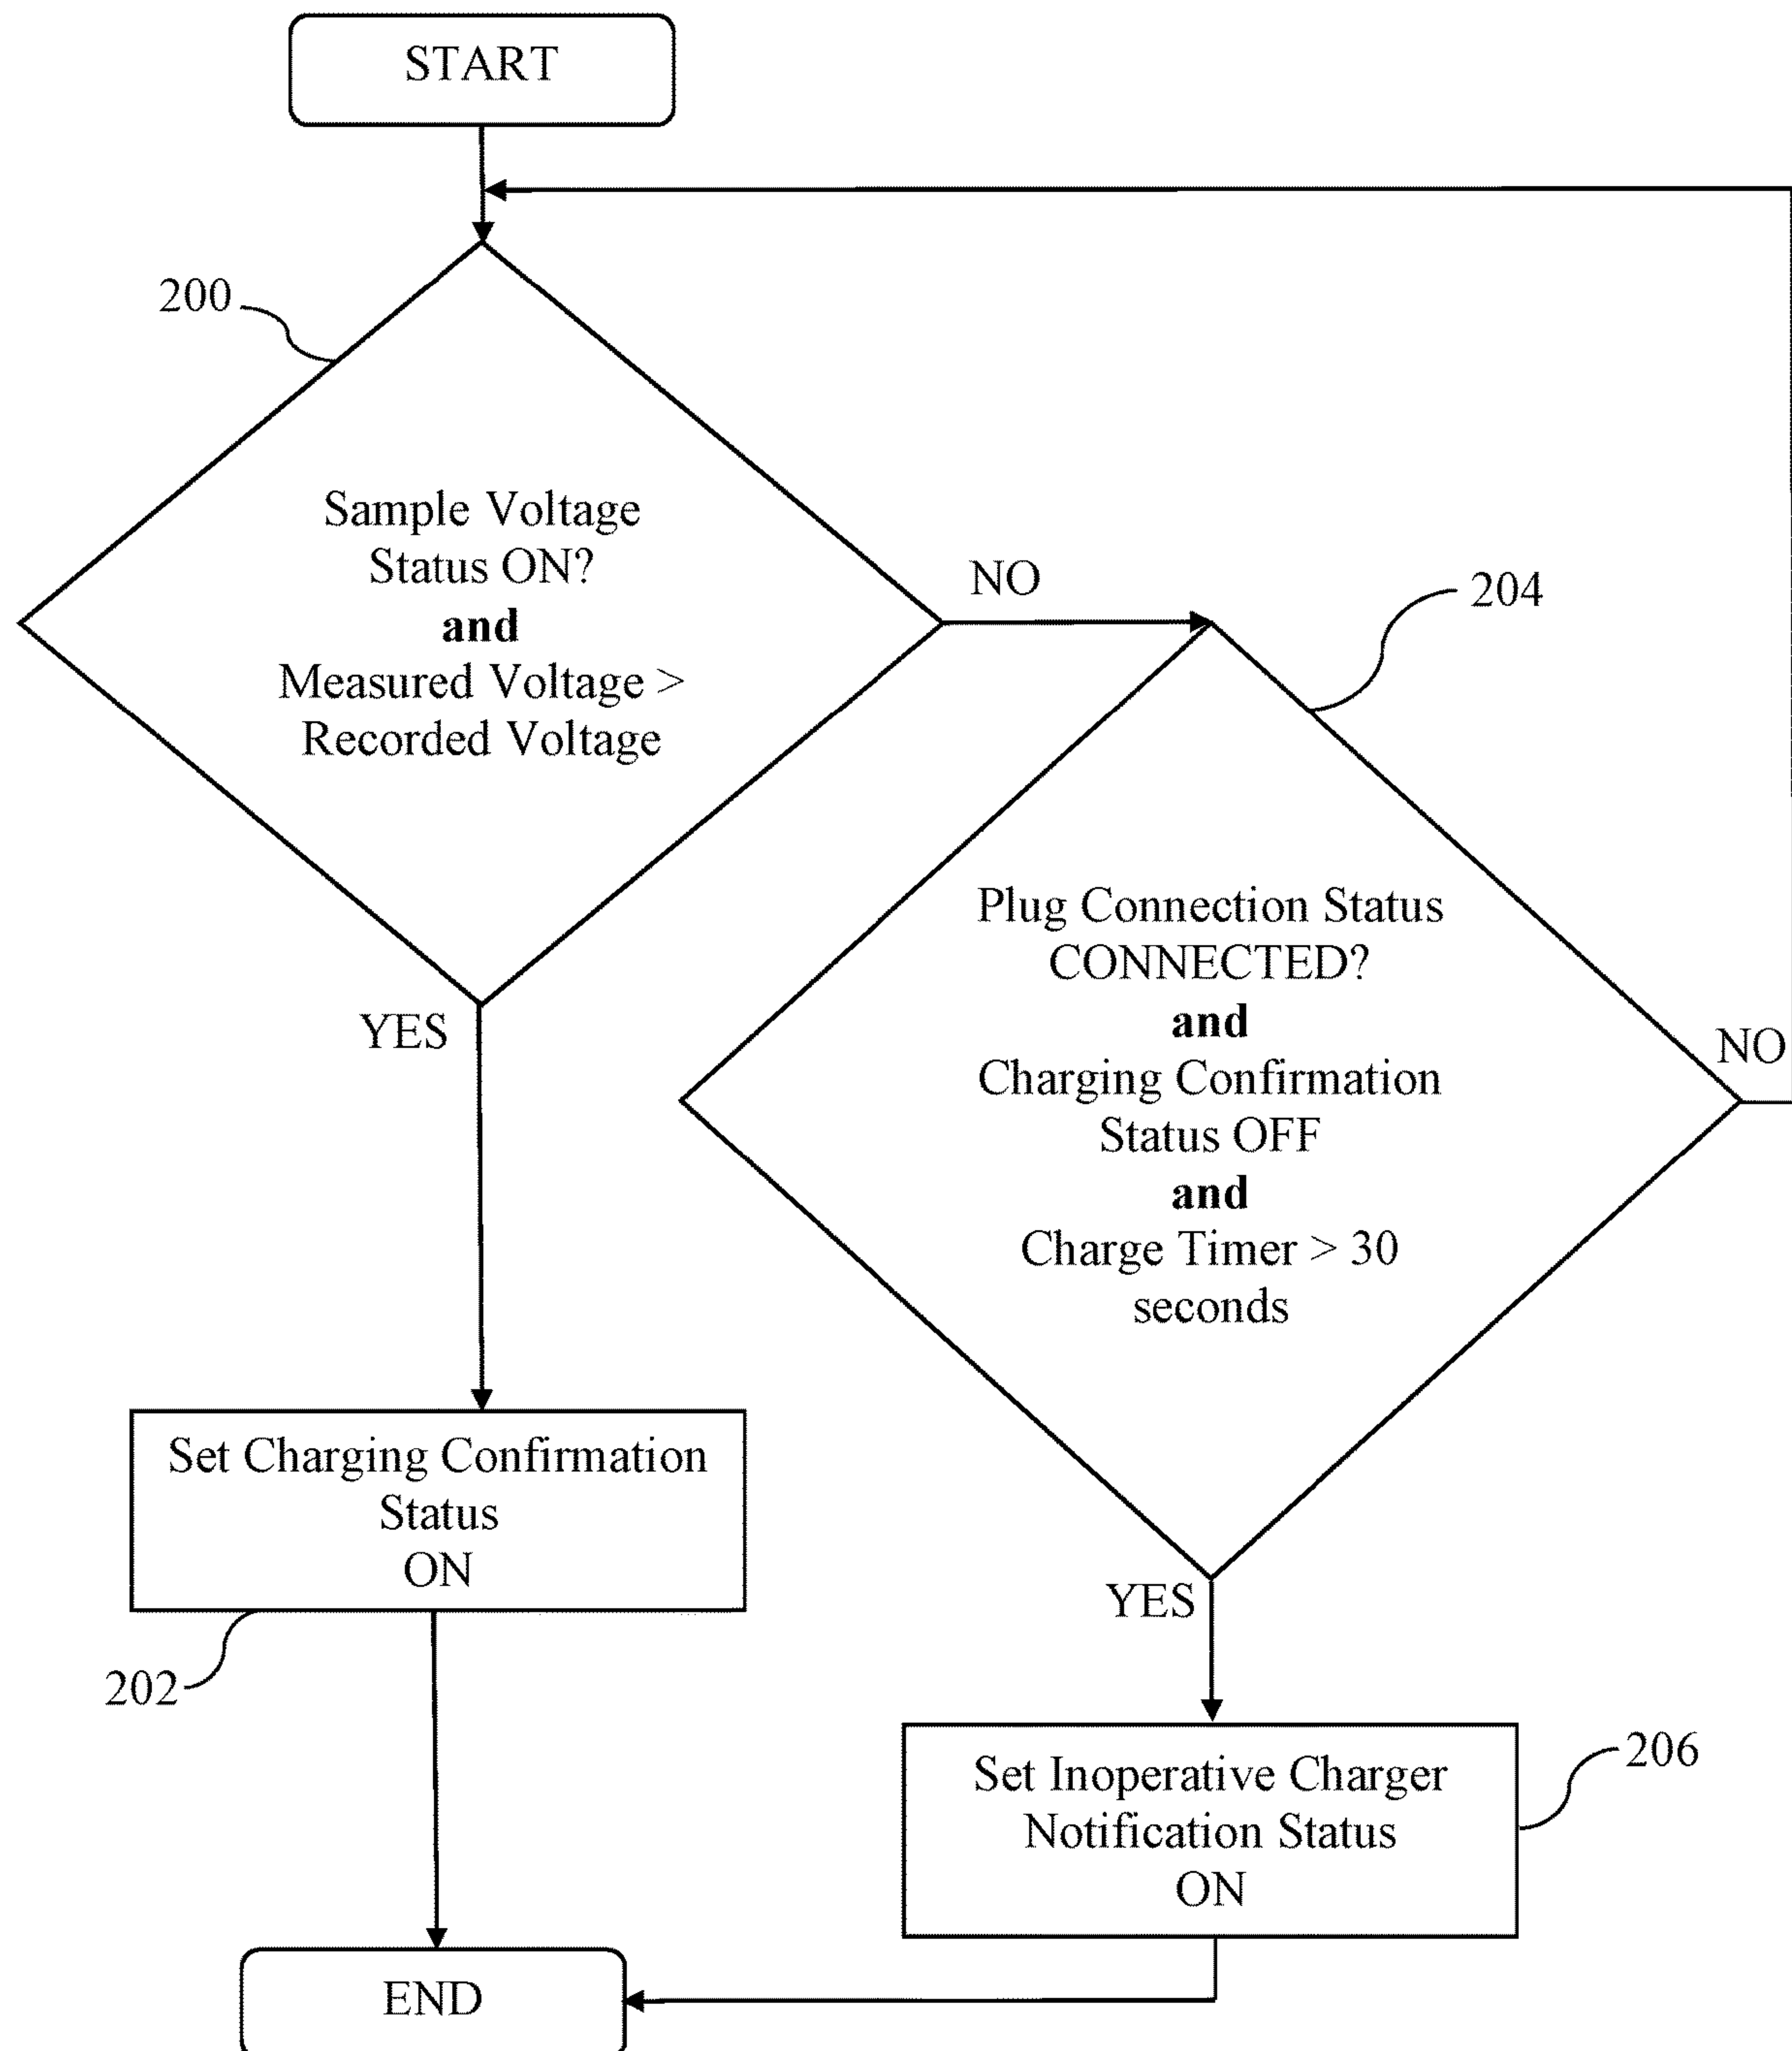 START
200
Sample Voltage
Status ON?
and
Measured Voltage >
Recorded Voltage
NO
204
YES
Plug Connection Status
CONNECTED?
and
Charging Confirmation
Status OFF
and
Charge Timer > 30
seconds
NO
Set Charging Confirmation
Status
ON
202
YES
Set Inoperative Charger
Notification Status
ON
206
END